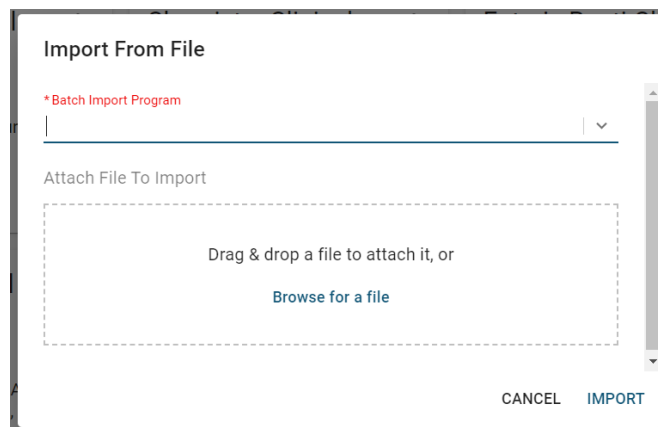 Import From File
* Batch Import Program
Attach File To Import
Drag & drop a file to attach it, or
Browse for a file
CANCEL IMPORT